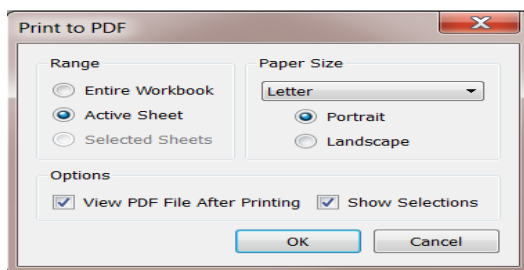 Print to PDF
Range
Entire Workbook
Active Sheet
Selected Sheets
Paper Size
Letter
Portrait
Landscape
Options
View PDF File After Printing
Show Selections
OK
Cancel